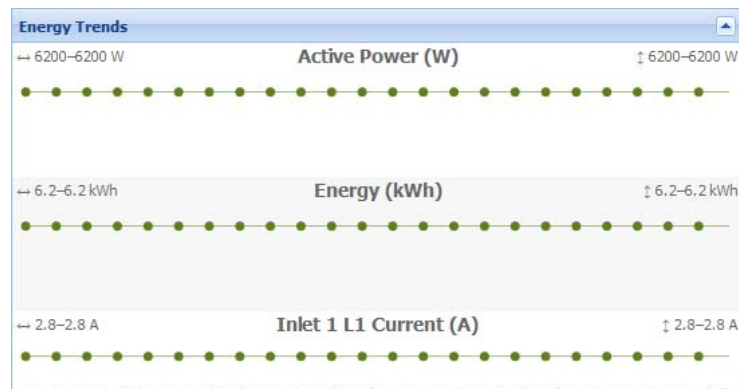 Energy Trends
↔ 6200–6200 W Active Power (W) ↕ 6200–6200 W
↔ 6.2–6.2 kWh Energy (kWh) ↕ 6.2–6.2 kWh
↔ 2.8–2.8 A Inlet 1 L1 Current (A) ↕ 2.8–2.8 A